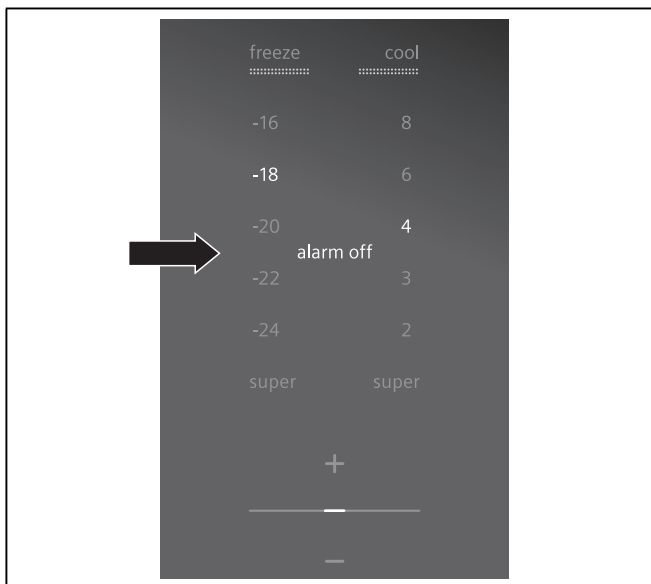 freeze cool
-16 8
-18 6
-20 4
alarm off
-22 3
-24 2
super super
+
−